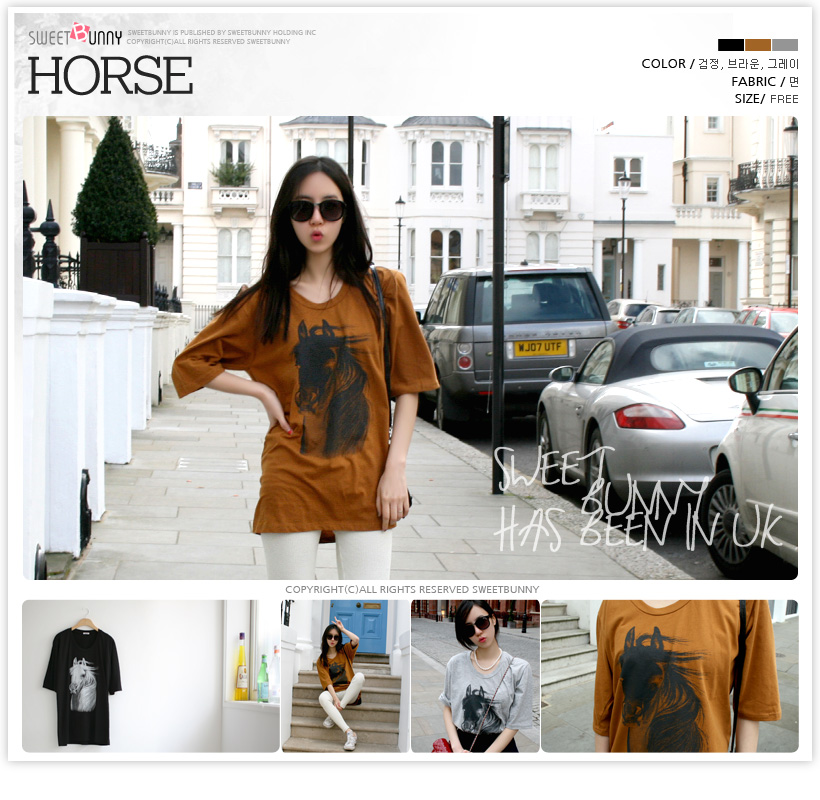 SWEETBUNNY
SWEETBUNNY IS PUBLISHED BY SWEETBUNNY HOLDING INC
COPYRIGHT(C)ALL RIGHTS RESERVED SWEETBUNNY
HORSE
COLOR / 검정, 브라운, 그레이
FABRIC / 면
SIZE/ FREE
WJ07 UTF
SWEET
BUNNY
HAS BEEN IN UK
COPYRIGHT(C)ALL RIGHTS RESERVED SWEETBUNNY